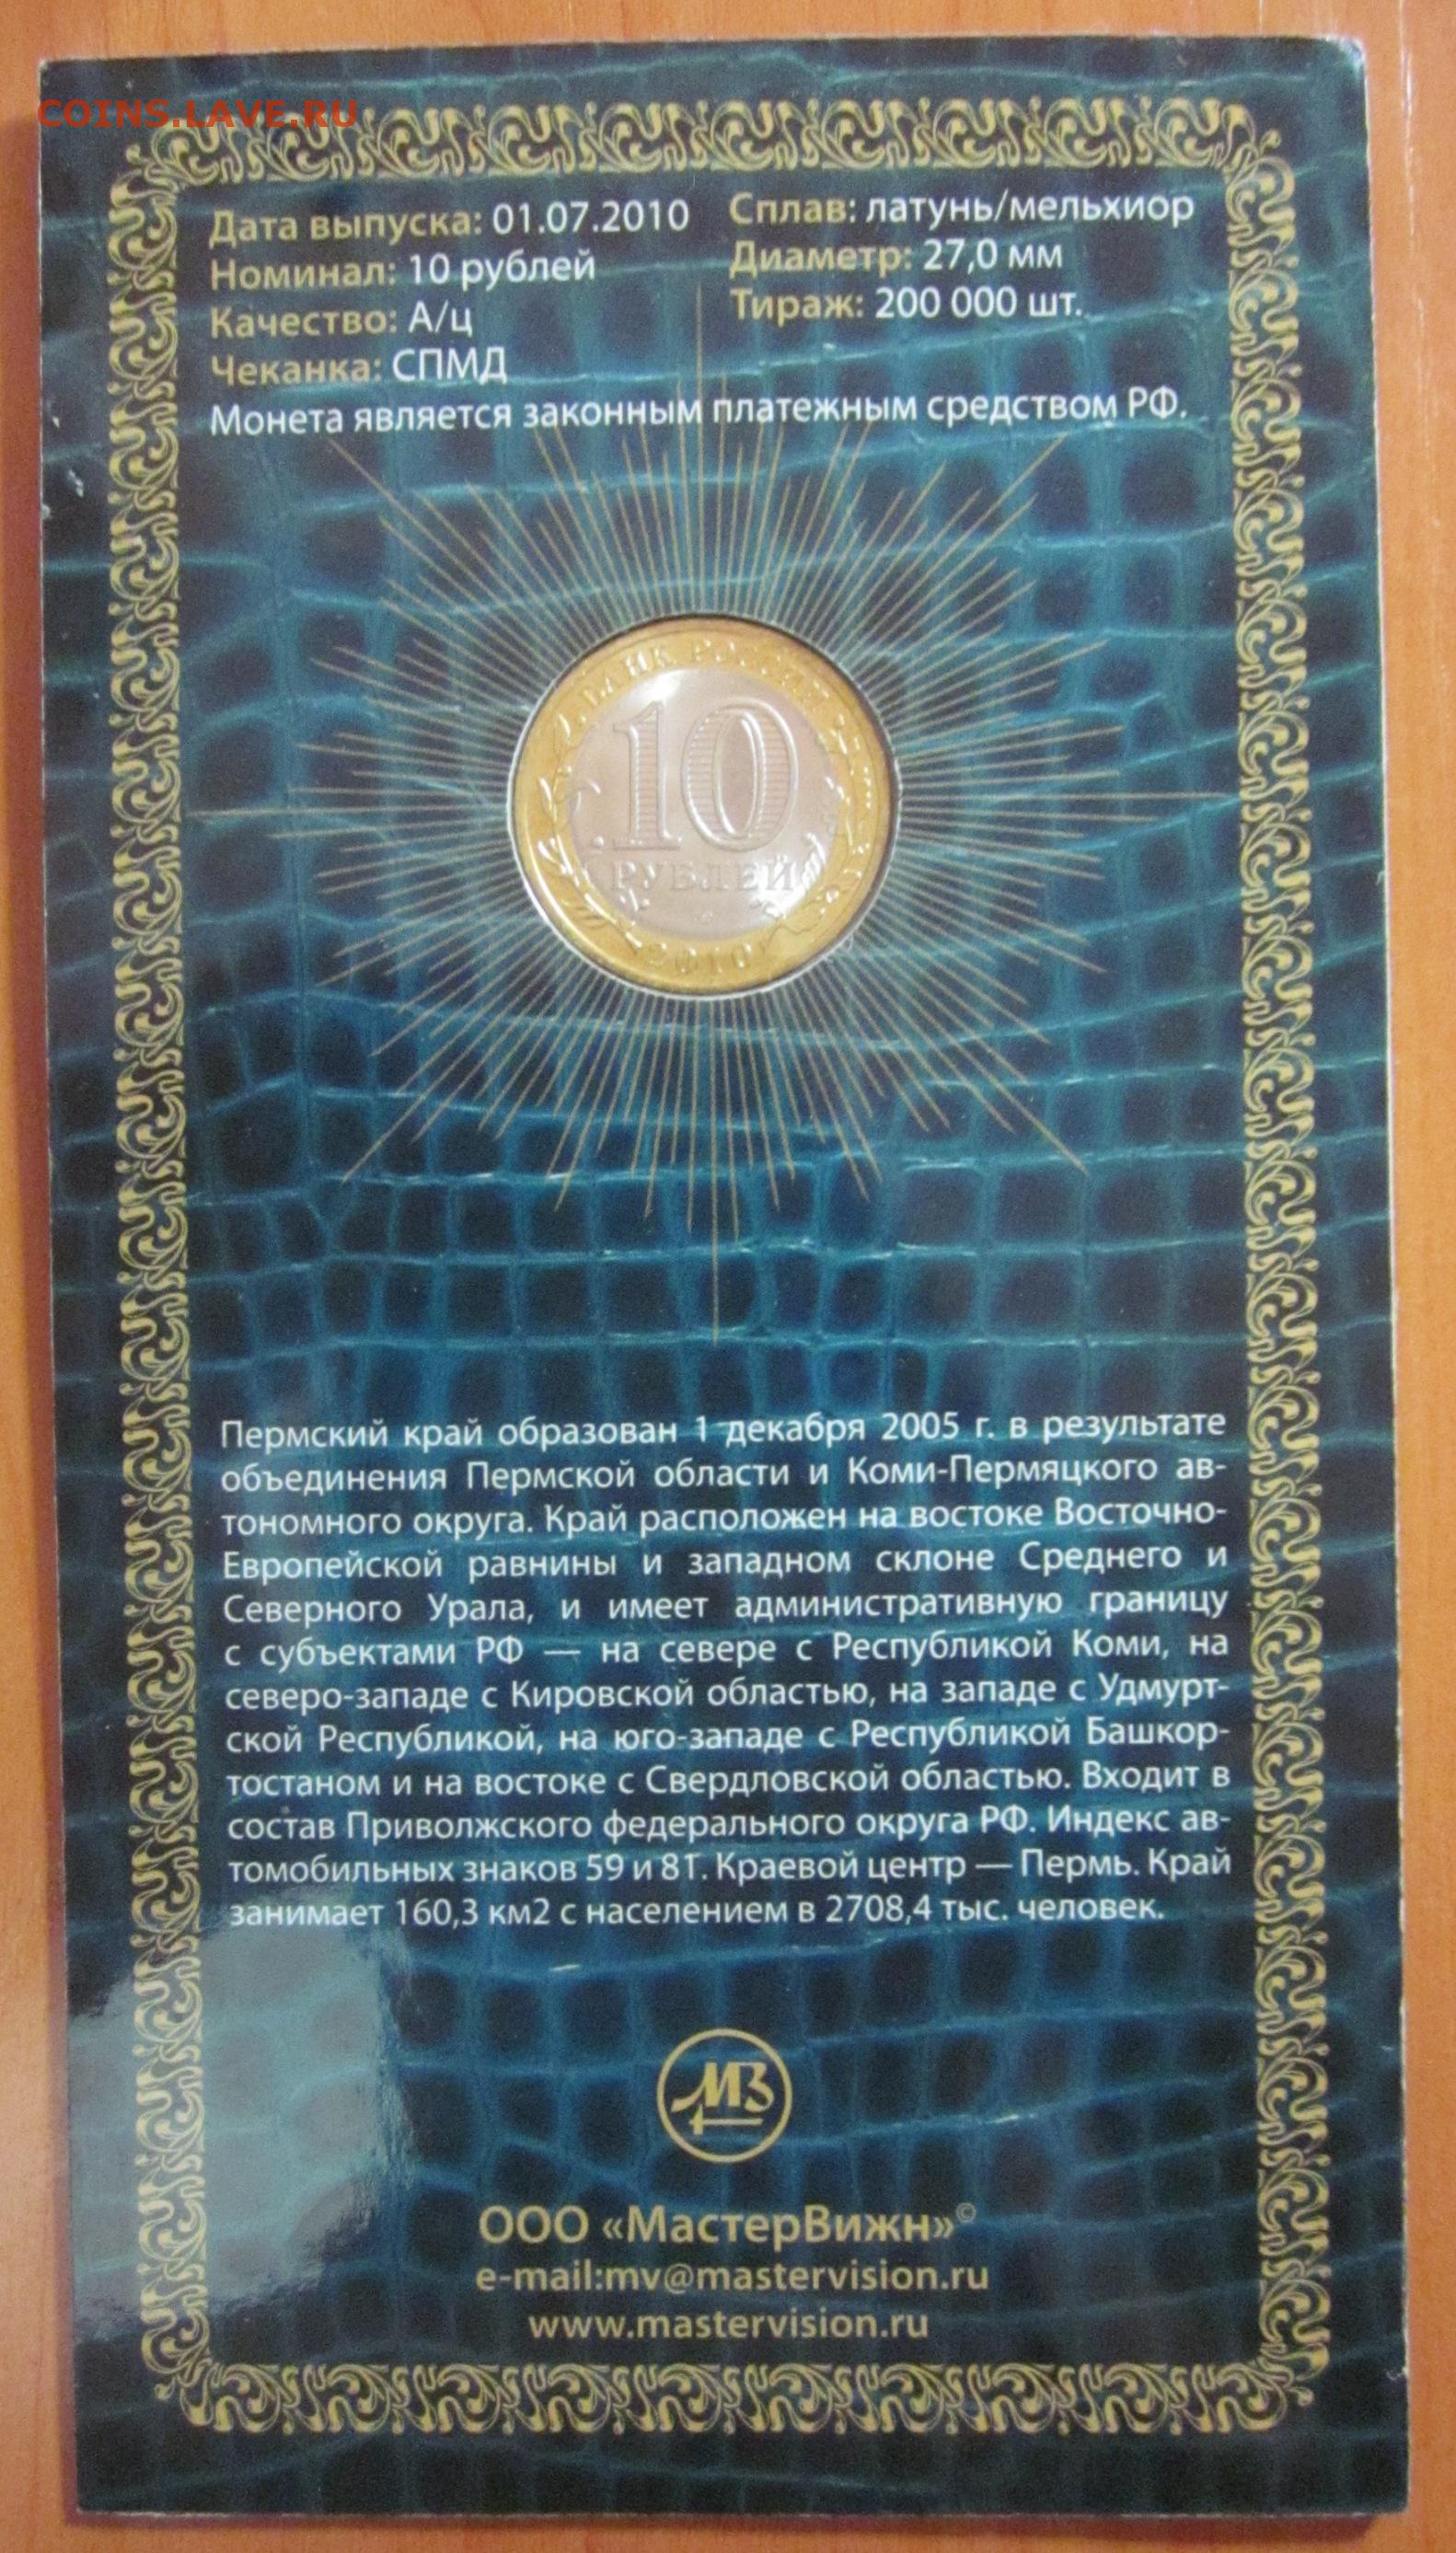 COINS.LAVE.RU
Дата выпуска: 01.07.2010
Номинал: 10 рублей
Качество: А/ц
Чеканка: СПМД
Сплав: латунь/мельхиор
Диаметр: 27,0 мм
Тираж: 200 000 шт.
Монета является законным платежным средством РФ.
БАНК РОССИИ
10
РУБЛЕЙ
2010
Пермский край образован 1 декабря 2005 г. в результате
объединения Пермской области и Коми-Пермяцкого ав-
тономного округа. Край расположен на востоке Восточно-
Европейской равнины и западном склоне Среднего и
Северного Урала, и имеет административную границу
с субъектами РФ — на севере с Республикой Коми, на
северо-западе с Кировской областью, на западе с Удмурт-
ской Республикой, на юго-западе с Республикой Башкор-
тостаном и на востоке с Свердловской областью. Входит в
состав Приволжского федерального округа РФ. Индекс ав-
томобильных знаков 59 и 81. Краевой центр — Пермь. Край
занимает 160,3 км2 с населением в 2708,4 тыс. человек.
МВ
ООО «МастерВижн»©
e-mail:mv@mastervision.ru
www.mastervision.ru